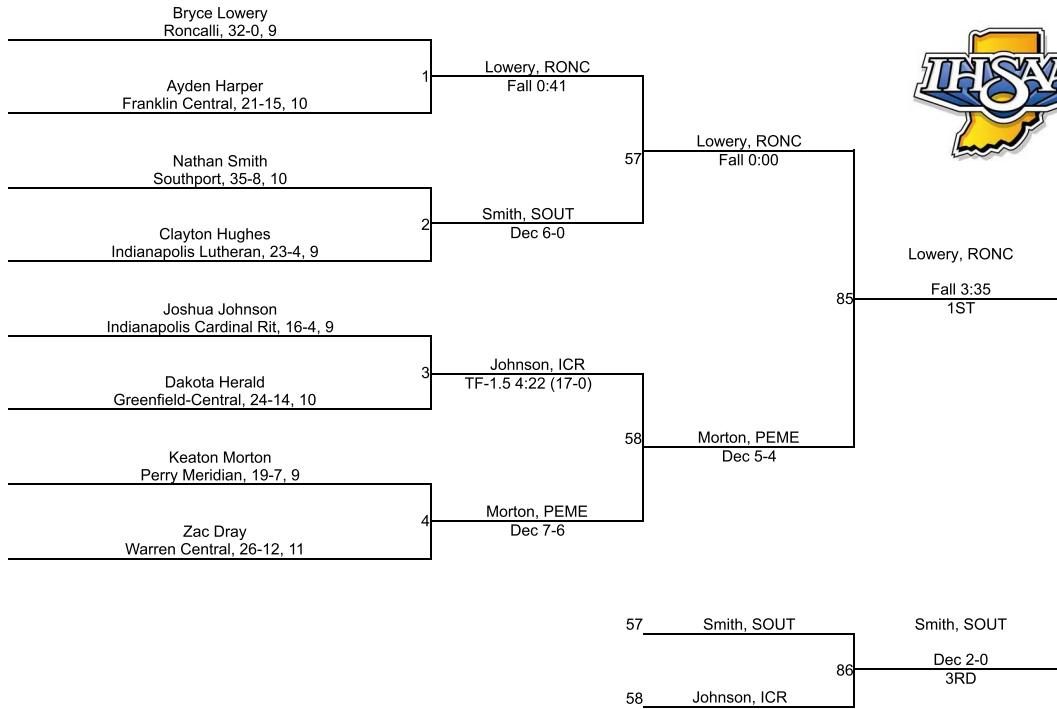 Bryce Lowery
Roncalli, 32-0, 9
Ayden Harper
Franklin Central, 21-15, 10
1
Lowery, RONC
Fall 0:41
Nathan Smith
Southport, 35-8, 10
Clayton Hughes
Indianapolis Lutheran, 23-4, 9
2
Smith, SOUT
Dec 6-0
57
Lowery, RONC
Fall 0:00
Joshua Johnson
Indianapolis Cardinal Rit, 16-4, 9
Dakota Herald
Greenfield-Central, 24-14, 10
3
Johnson, ICR
TF-1.5 4:22 (17-0)
Keaton Morton
Perry Meridian, 19-7, 9
Zac Dray
Warren Central, 26-12, 11
4
Morton, PEME
Dec 7-6
58
Morton, PEME
Dec 5-4
85
Lowery, RONC
Fall 3:35
1ST
IHSAA
57
Smith, SOUT
58
Johnson, ICR
86
Smith, SOUT
Dec 2-0
3RD